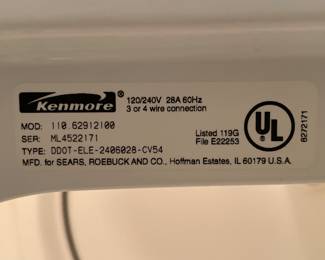 Kenmore
120/240V 28A 60Hz
3 or 4 wire connection
MOD: 110.62912100
SER: ML4522171
TYPE: DDOT-ELE-2406028-CV54
MFD. for SEARS, ROEBUCK AND CO., Hoffman Estates, IL 60179 U.S.A.
Listed 119G
File E22253
UL
8272171